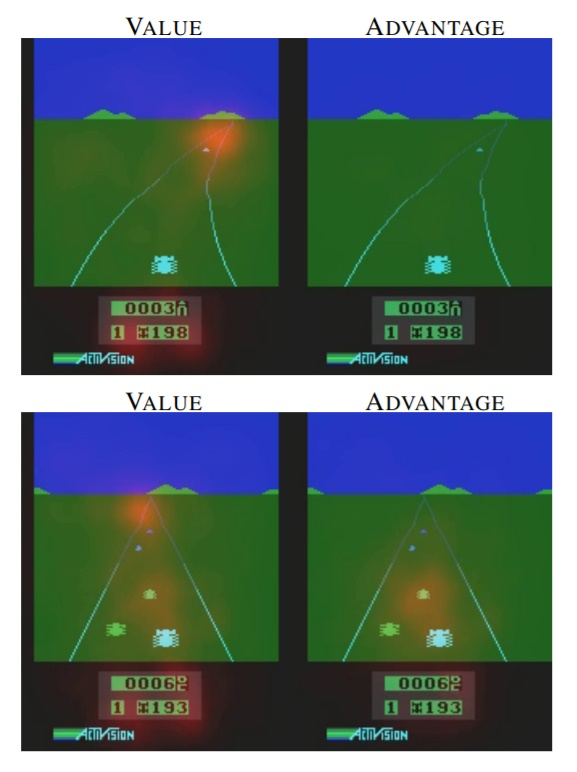 VALUE ADVANTAGE
0003 0003
1 198 1 198
ACTIVISION ACTIVISION
VALUE ADVANTAGE
0006 0006
1 193 1 193
ACTIVISION ACTIVISION